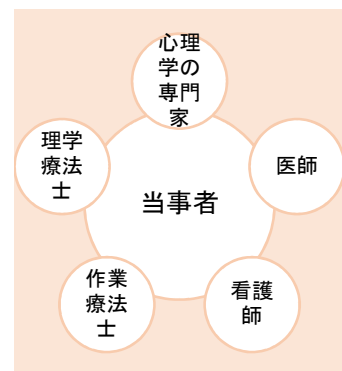 心理
学の
専門
家
理学
療法
士
医師
当事者
作業
療法
士
看護
師